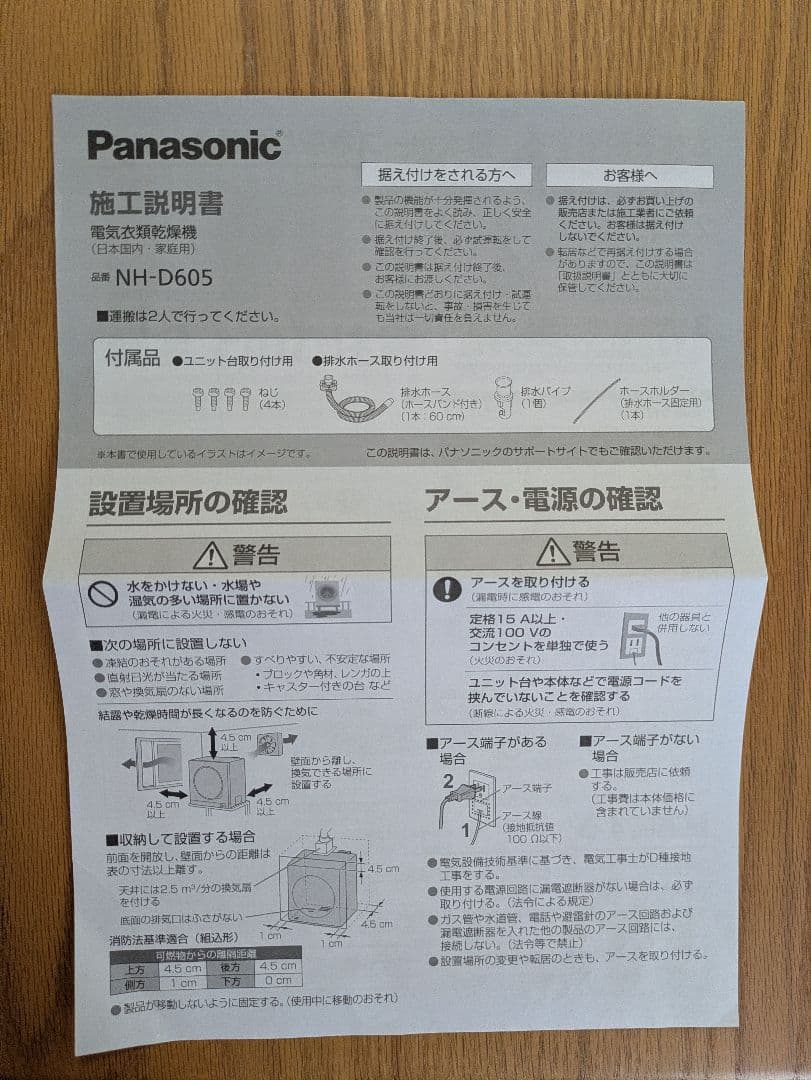 Panasonic®
施工説明書
電気衣類乾燥機
(日本国内・家庭用)
品番 NH-D605
■運搬は2人で行ってください。
据え付けをされる方へ
●製品の機能が十分発揮されるよう、
この説明書をよく読み、正しく安全
に据え付けしてください。
●据え付け終了後、必ず試運転をして
確認を行ってください。
●この説明書は据え付け終了後、
お客様にお渡しください。
●この説明書どおりに据え付け・試運
転をしないと、事故・損害を生じて
も当社は一切責任を負えません。
お客様へ
●据え付けは、必ずお買い上げの
販売店または施工業者にご依頼
ください。お客様は据え付け
しないでください。
●転居などで再据え付けする場合
がありますので、この説明書は
「取扱説明書」とともに大切に
保管してください。
付属品 ●ユニット台取り付け用 ●排水ホース取り付け用
ねじ
(4本)
排水ホース
(ホースバンド付き)
(1本:60 cm)
排水パイプ
(1個)
ホースホルダー
(排水ホース固定用)
(1本)
※本書で使用しているイラストはイメージです。
この説明書は、パナソニックのサポートサイトでもご確認いただけます。
設置場所の確認
警告
水をかけない・水場や
湿気の多い場所に置かない
(漏電による火災・感電のおそれ)
■次の場所に設置しない
●凍結のおそれがある場所
●直射日光が当たる場所
●窓や換気扇のない場所
●すべりやすい、不安定な場所
・ブロックや角材、レンガの上
・キャスター付きの台 など
結露や乾燥時間が長くなるのを防ぐために
4.5 cm
以上
壁面から離し、
換気できる場所に
設置する
4.5 cm
以上
4.5 cm
以上
■収納して設置する場合
前面を開放し、壁面からの距離は
表の寸法以上離す。
天井には2.5 m³/分の換気扇
を付ける
底面の排気口はふさがない
4.5 cm
4.5 cm
1 cm
1 cm
消防法基準適合(組込形)
可燃物からの離隔距離
上方 4.5 cm 後方 4.5 cm
側方 1 cm 下方 0 cm
●製品が移動しないように固定する。(使用中に移動のおそれ)
アース・電源の確認
警告
アースを取り付ける
(漏電時に感電のおそれ)
定格15 A以上・
交流100 Vの
コンセントを単独で使う
(火災のおそれ)
他の器具と
併用しない
ユニット台や本体などで電源コードを
挟んでいないことを確認する
(断線による火災・感電のおそれ)
■アース端子がある
場合
2
アース端子
アース線
(接地抵抗値
100 Ω以下)
1
■アース端子がない
場合
●工事は販売店に依頼
する。
(工事費は本体価格に
含まれていません)
●電気設備技術基準に基づき、電気工事士がD種接地
工事をする。
●使用する電源回路に漏電遮断器がない場合は、必ず
取り付ける。(法令による規定)
●ガス管や水道管、電話や避雷針のアース回路および
漏電遮断器を入れた他の製品のアース回路には、
接続しない。(法令等で禁止)
●設置場所の変更や転居のときも、アースを取り付ける。